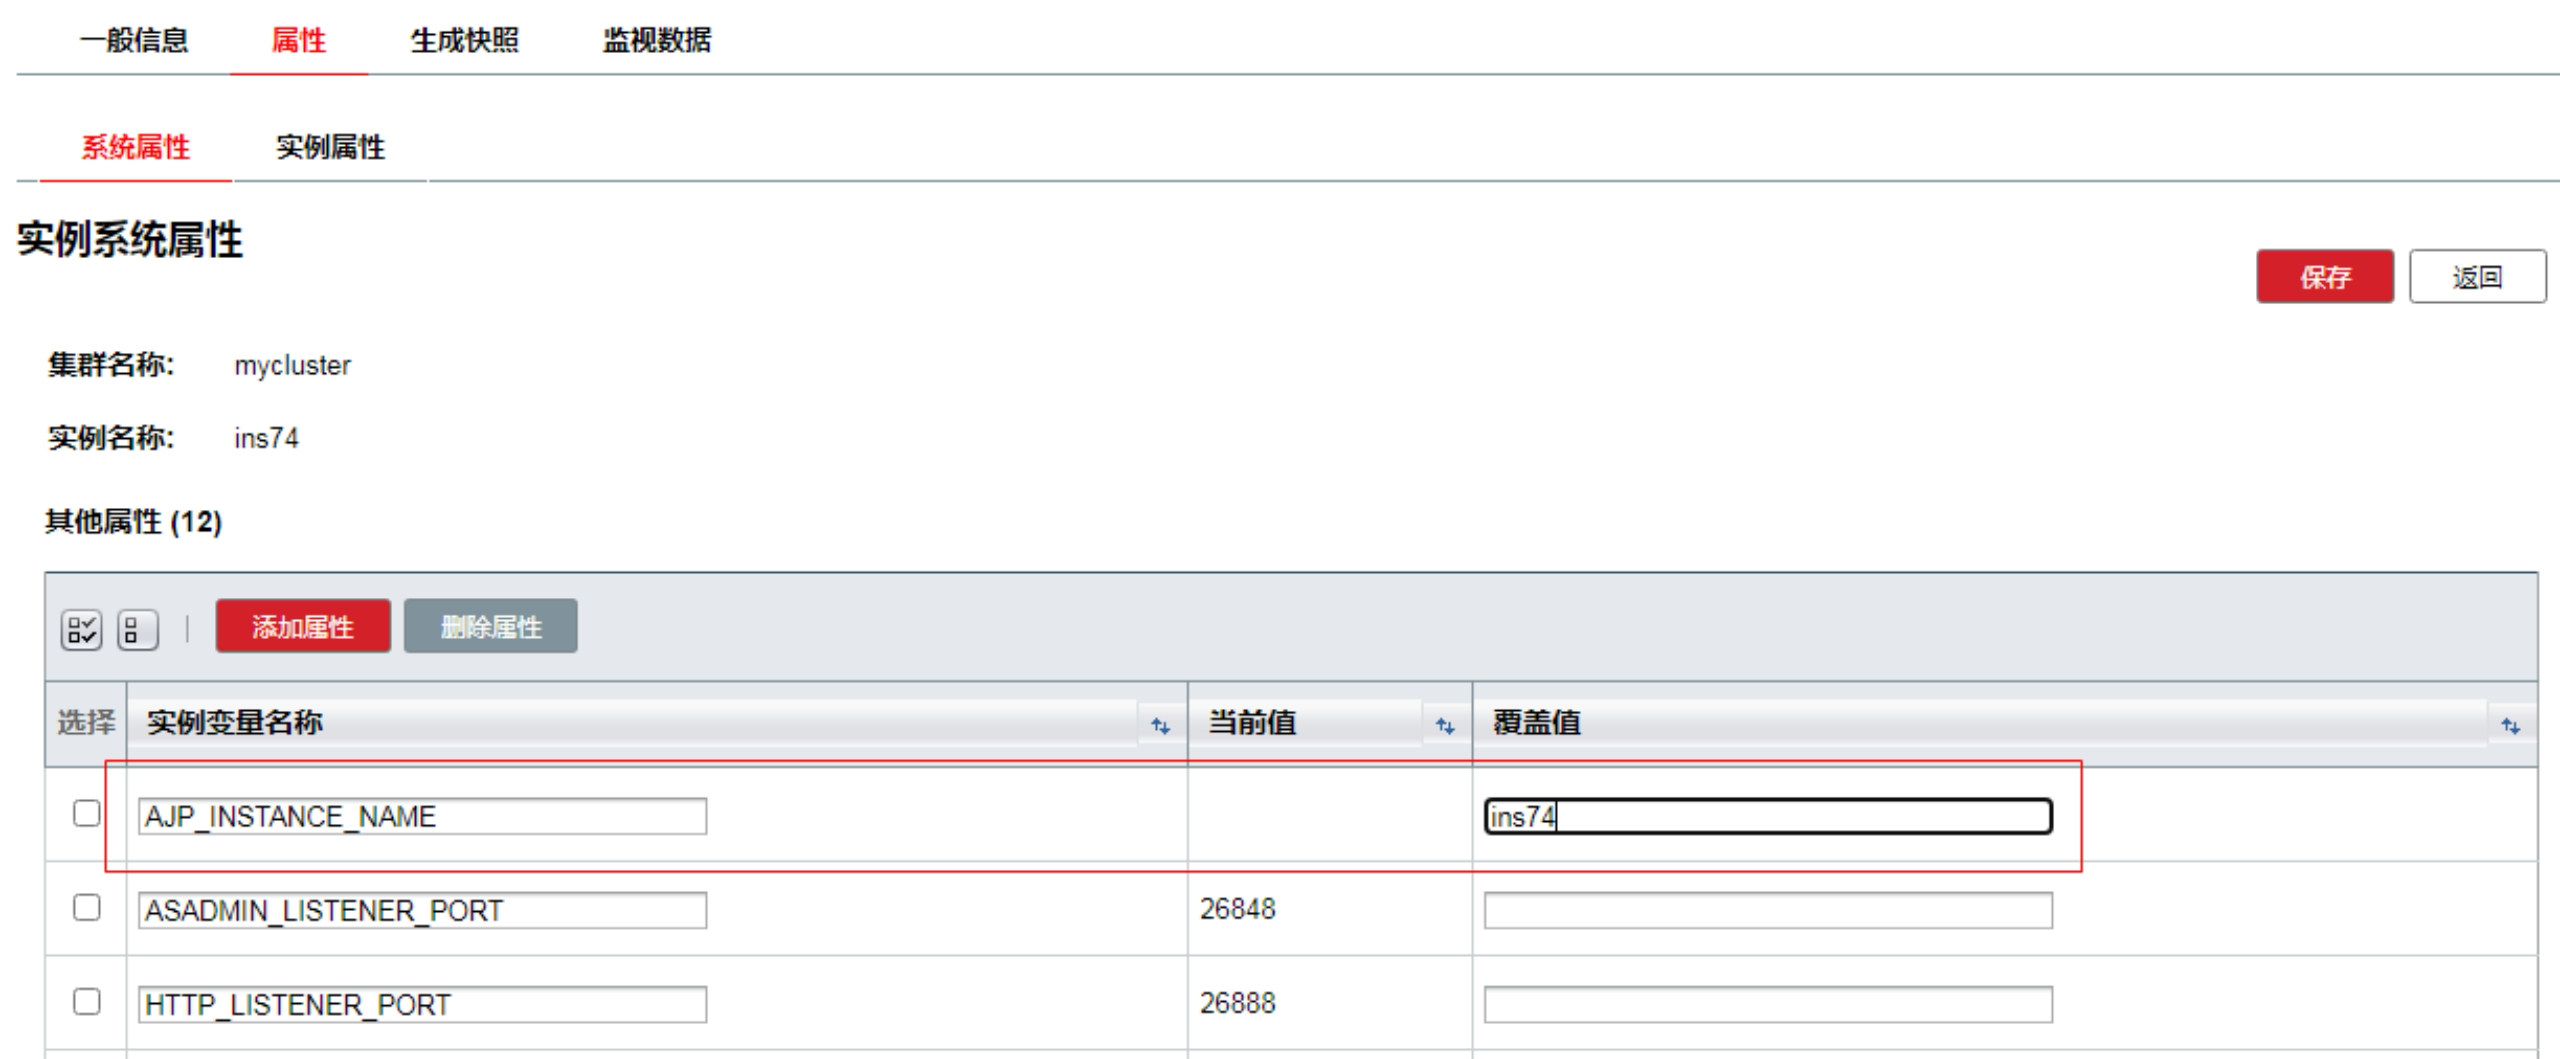 一般信息 属性 生成快照 监视数据
系统属性 实例属性
实例系统属性
保存 返回
集群名称: mycluster
实例名称: ins74
其他属性 (12)
添加属性 删除属性
选择 实例变量名称 当前值 覆盖值
AJP_INSTANCE_NAME ins74
ASADMIN_LISTENER_PORT 26848
HTTP_LISTENER_PORT 26888